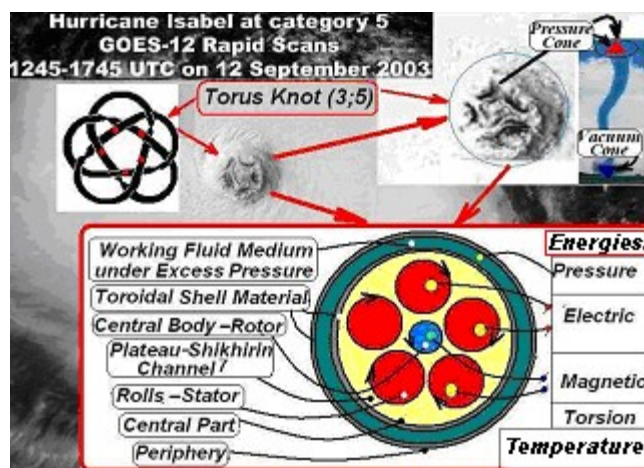 Hurricane Isabel at category 5
GOES-12 Rapid Scans
1245-1745 UTC on 12 September 2003
Pressure
Cone
Torus Knot (3;5)
Vacuum
Cone
Working Fluid Medium
under Excess Pressure
Toroidal Shell Material
Central Body –Rotor
Plateau-Shikhirin
Channel 7
Rolls –Stator
Central Part
Periphery
Energies
Pressure
Electric
Magnetic
Torsion
Temperature